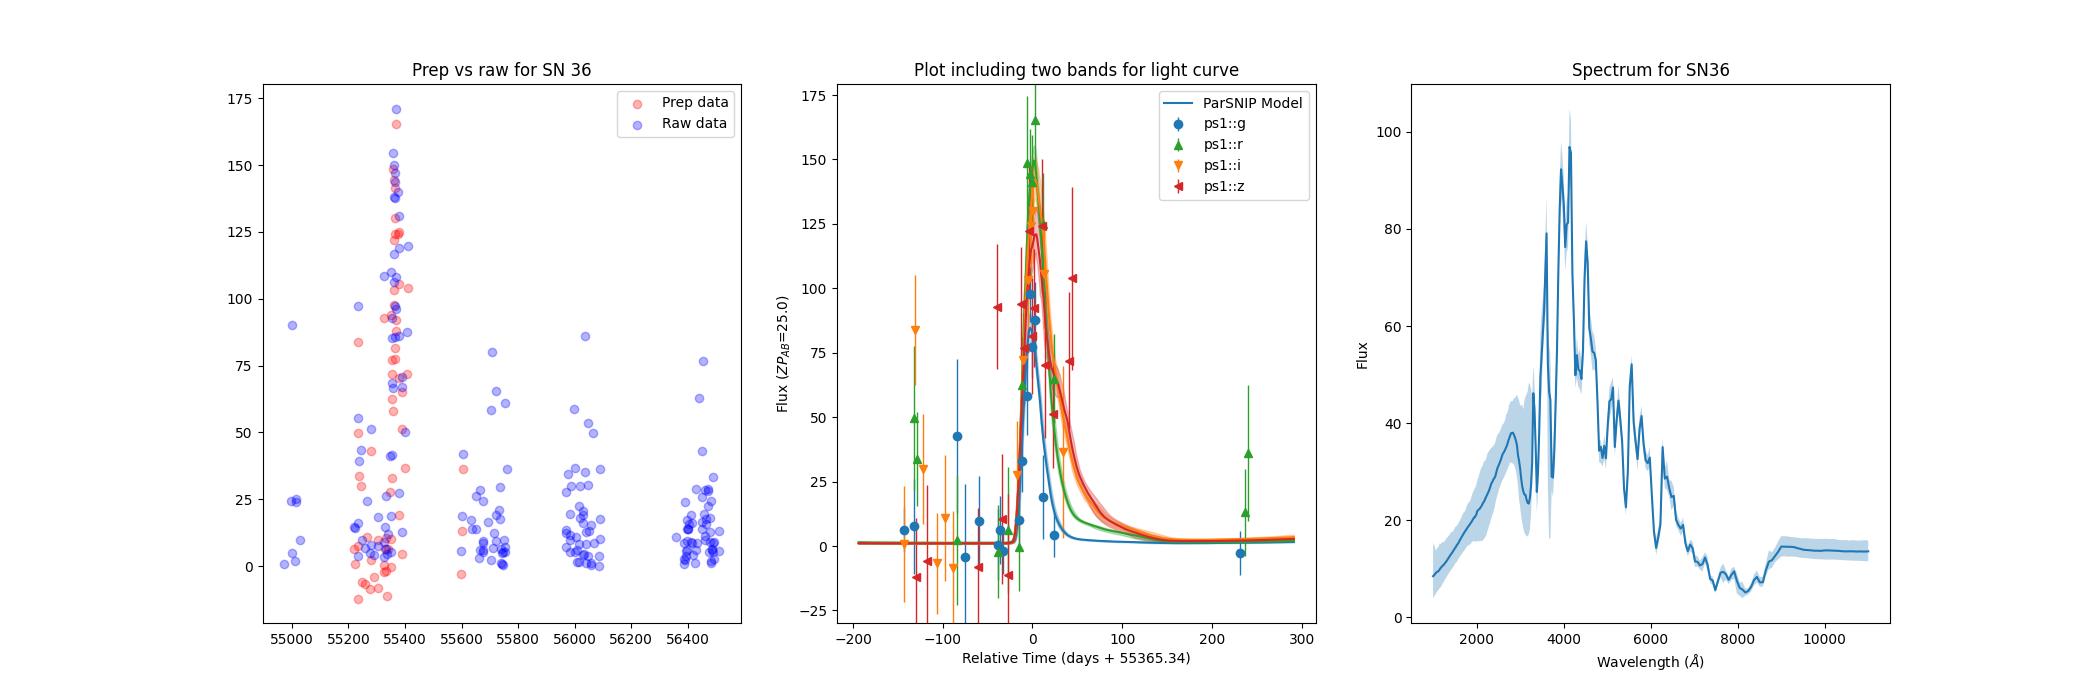 Prep vs raw for SN 36
Prep data
Raw data
175
150
125
100
75
50
25
0
55000 55200 55400 55600 55800 56000 56200 56400
Plot including two bands for light curve
ParSNIP Model
ps1::g
ps1::r
ps1::i
ps1::z
Flux (ZP_AB=25.0)
175
150
125
100
75
50
25
0
−25
−200 −100 0 100 200 300
Relative Time (days + 55365.34)
Spectrum for SN36
Flux
100
80
60
40
20
0
2000 4000 6000 8000 10000
Wavelength (Å)